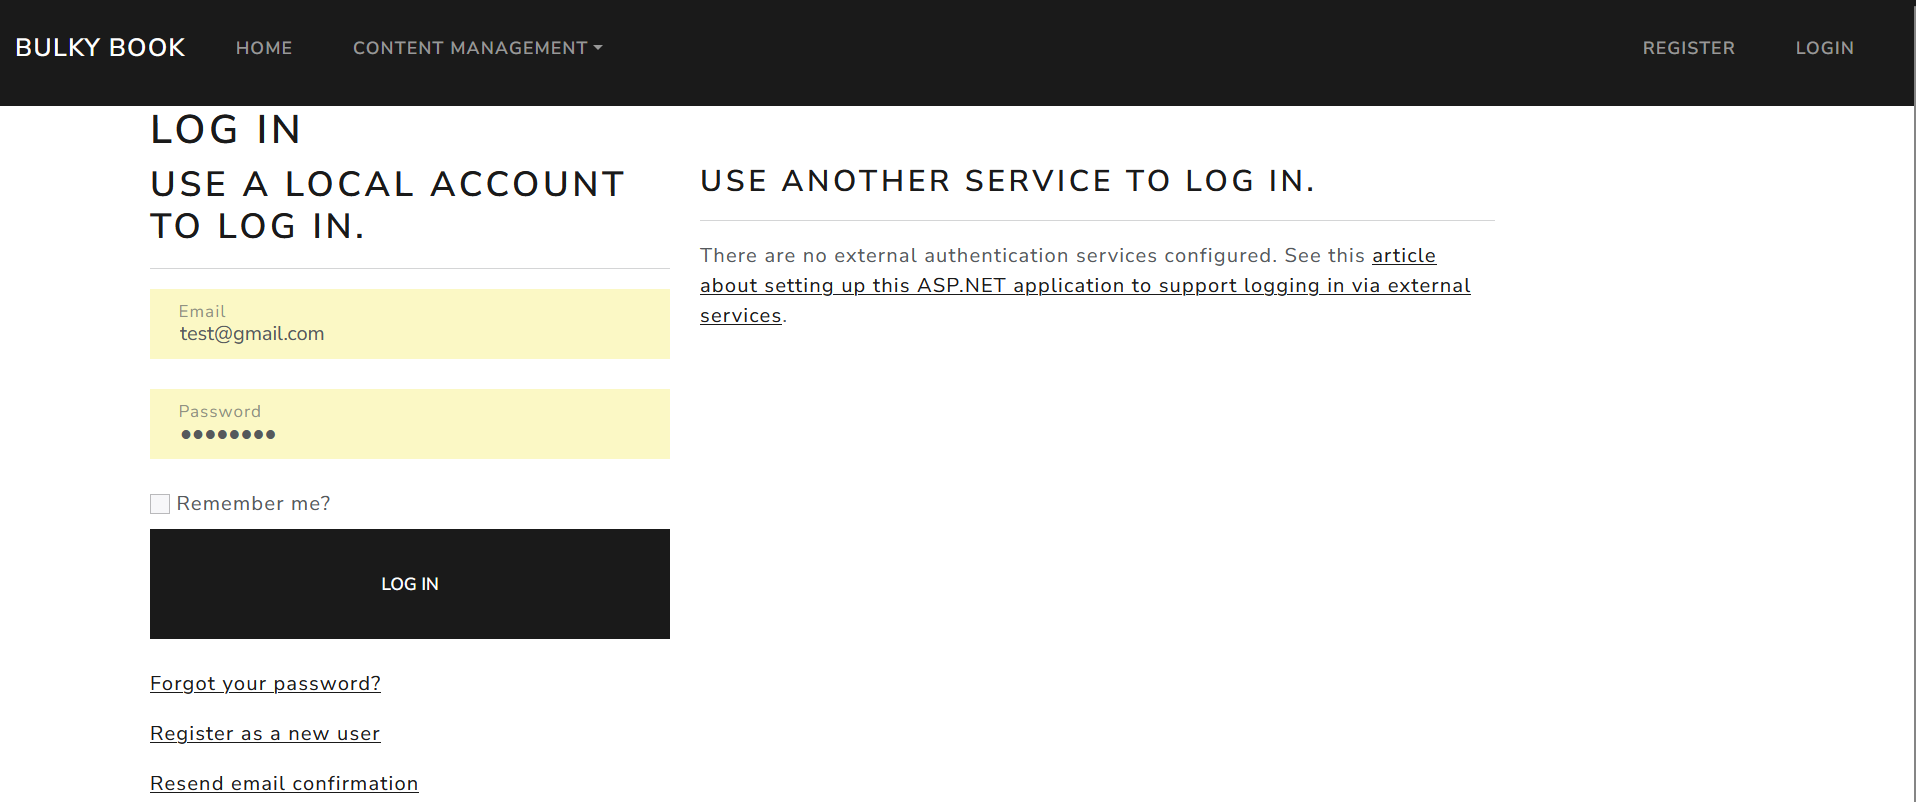 BULKY BOOK HOME CONTENT MANAGEMENT REGISTER LOGIN
LOG IN
USE A LOCAL ACCOUNT
TO LOG IN.
Email
test@gmail.com
Password
••••••••
Remember me?
LOG IN
Forgot your password?
Register as a new user
Resend email confirmation
USE ANOTHER SERVICE TO LOG IN.
There are no external authentication services configured. See this article
about setting up this ASP.NET application to support logging in via external
services.